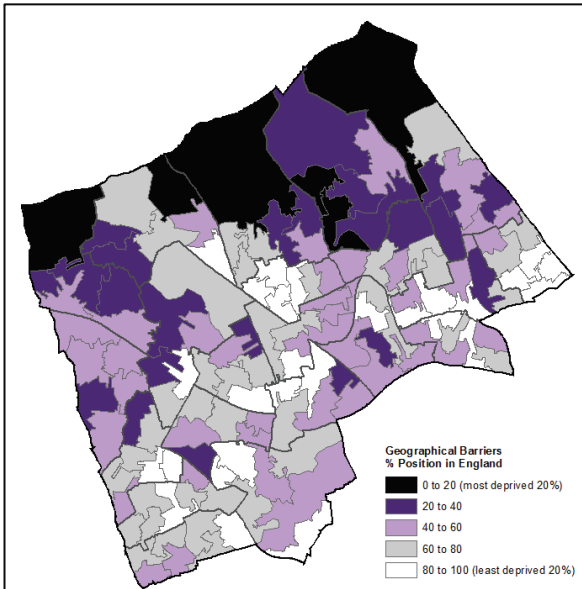 Geographical Barriers
% Position in England
0 to 20 (most deprived 20%)
20 to 40
40 to 60
60 to 80
80 to 100 (least deprived 20%)